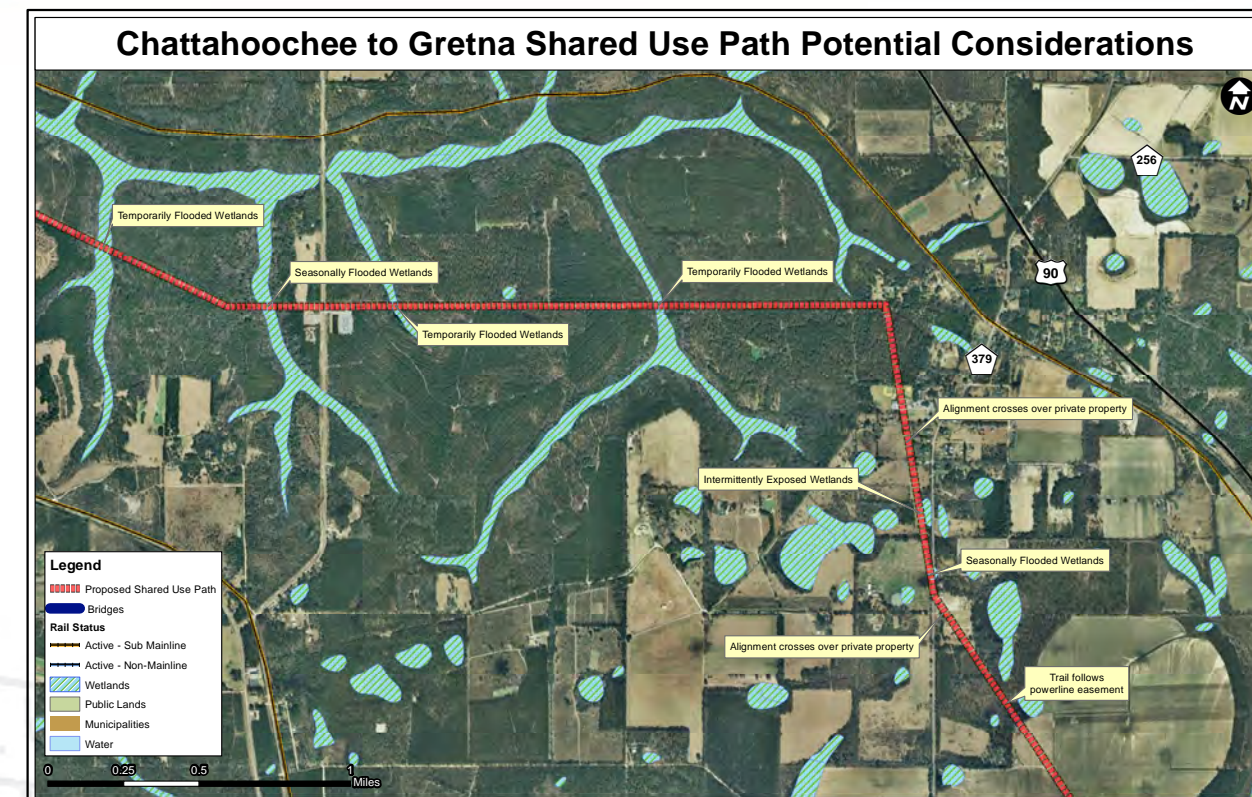 Chattahoochee to Gretna Shared Use Path Potential Considerations
N
256
Temporarily Flooded Wetlands
Seasonally Flooded Wetlands
Temporarily Flooded Wetlands
90
Temporarily Flooded Wetlands
379
Alignment crosses over private property
Intermittently Exposed Wetlands
Seasonally Flooded Wetlands
Alignment crosses over private property
Trail follows
powerline easement
Legend
Proposed Shared Use Path
Bridges
Rail Status
Active - Sub Mainline
Active - Non-Mainline
Wetlands
Public Lands
Municipalities
Water
0 0.25 0.5 1
Miles